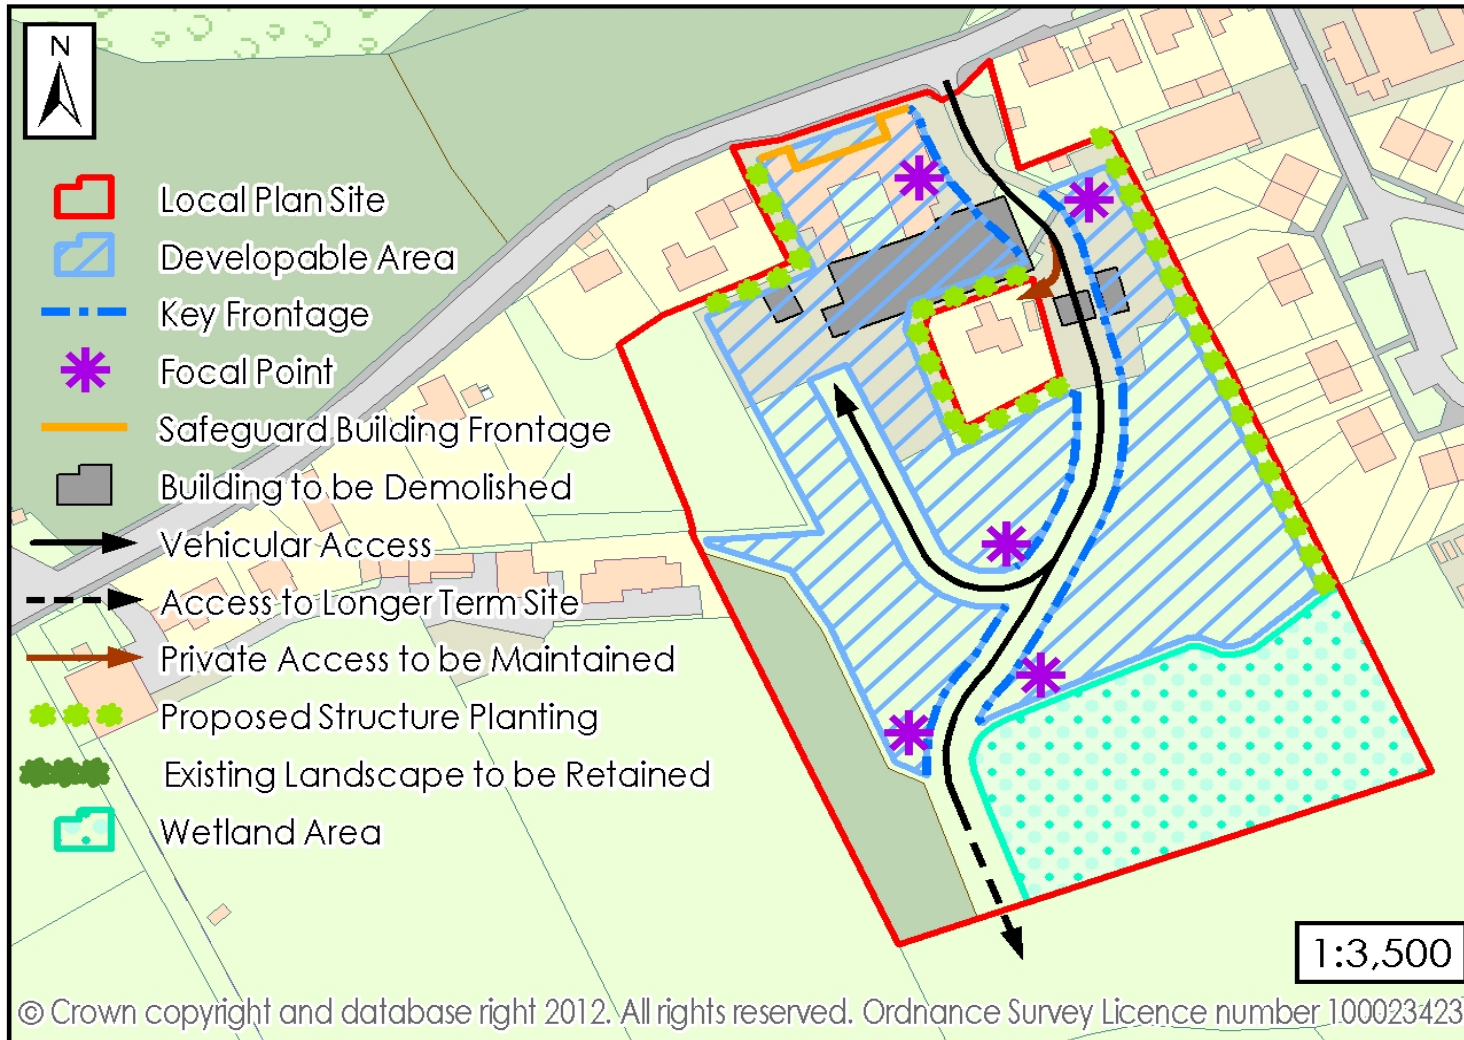 N
Local Plan Site
Developable Area
Key Frontage
Focal Point
Safeguard Building Frontage
Building to be Demolished
Vehicular Access
Access to Longer Term Site
Private Access to be Maintained
Proposed Structure Planting
Existing Landscape to be Retained
Wetland Area
1:3,500
© Crown copyright and database right 2012. All rights reserved. Ordnance Survey Licence number 100023423